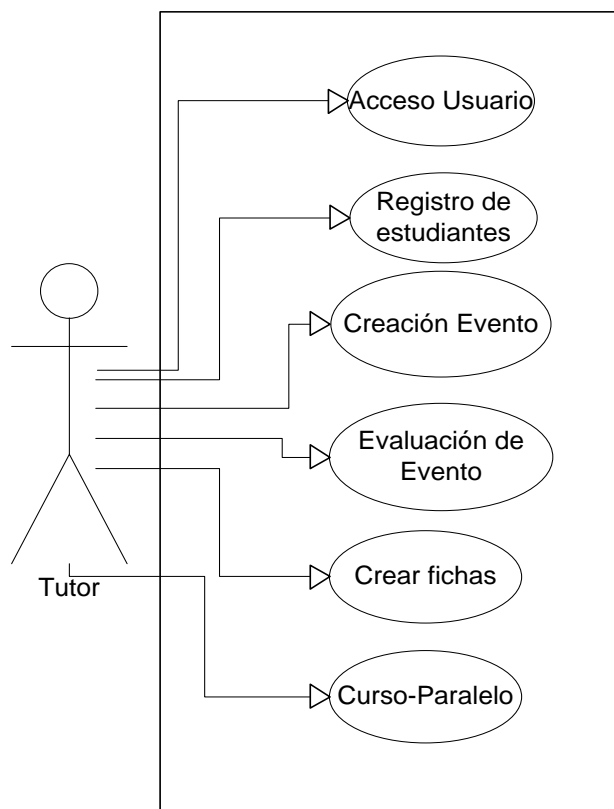 Acceso Usuario
Registro de
estudiantes
Creación Evento
Evaluación de
Evento
Crear fichas
Tutor
Curso-Paralelo